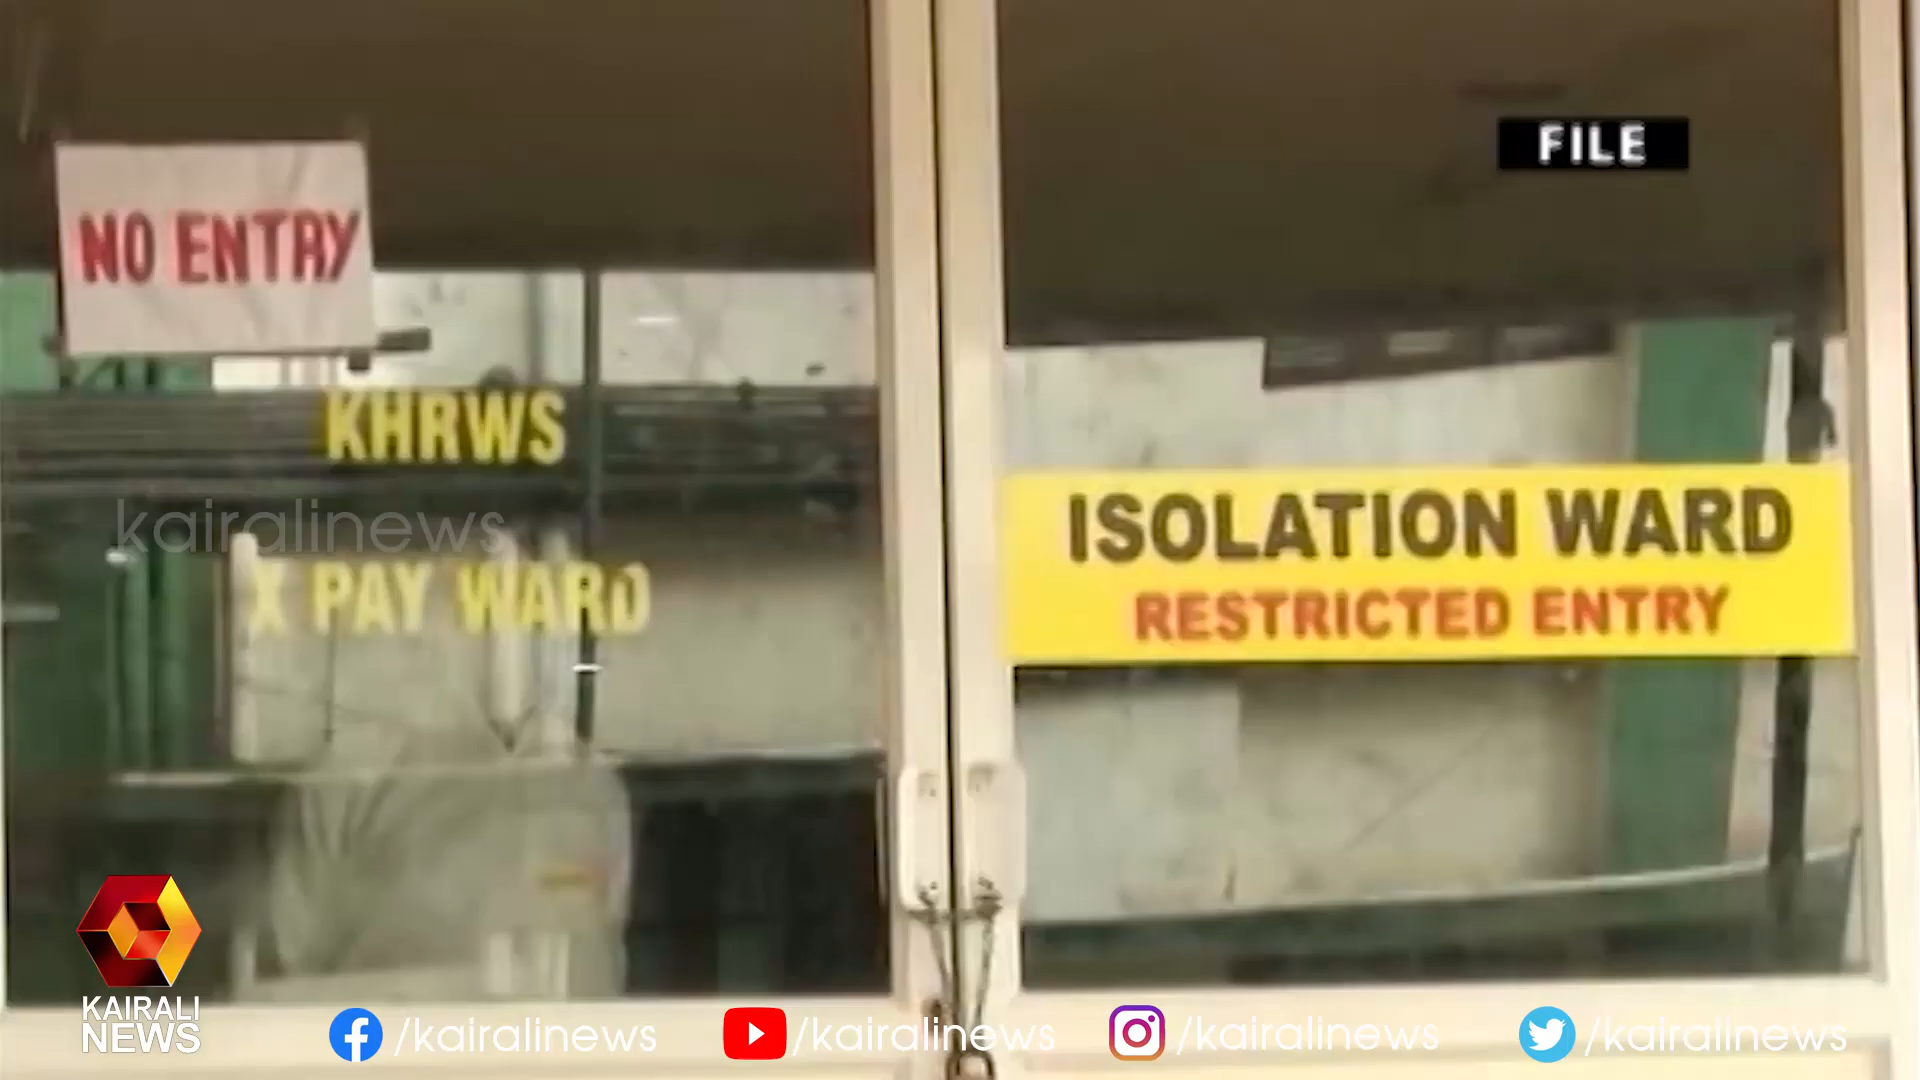 FILE
NO ENTRY
KHRWS
kairalinews
X PAY WARD
ISOLATION WARD
RESTRICTED ENTRY
KAIRALI
NEWS
/kairalinews
/kairalinews
/kairalinews
/kairalinews